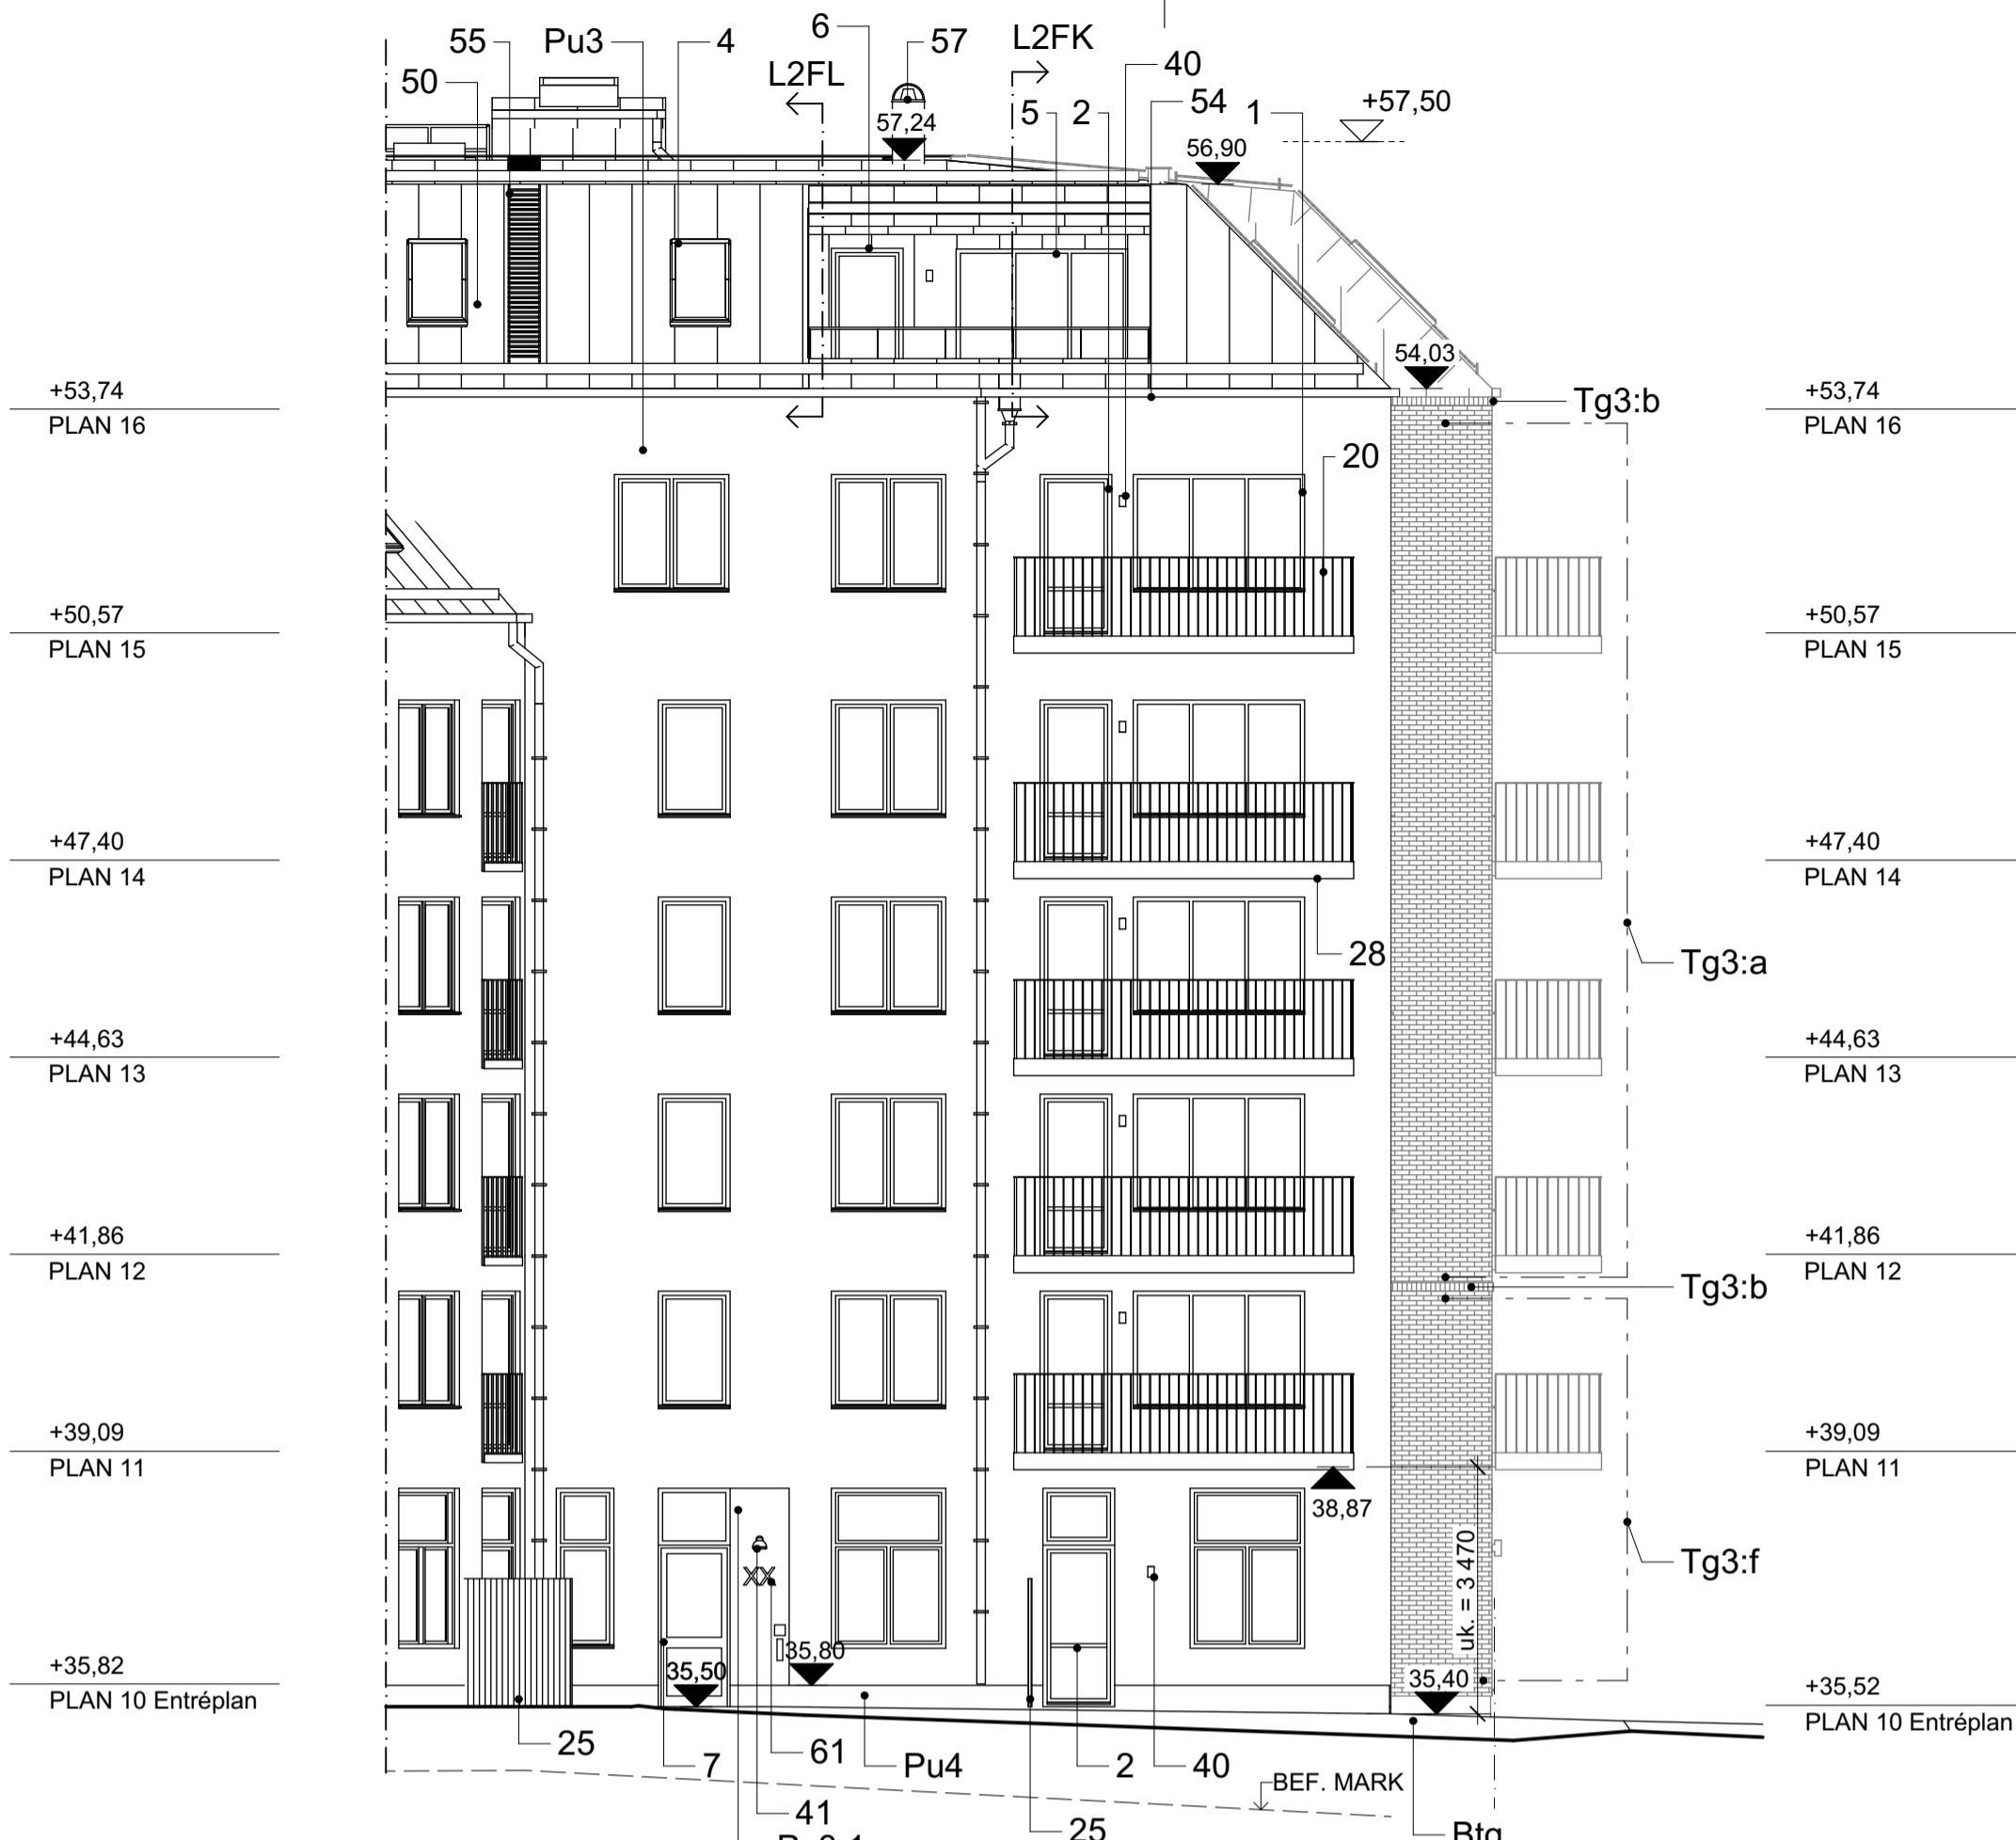 6
57
L2FK
55
Pu3
4
40
50
L2FL
5
2
54
1
+57,50
57,24
56,90
54,03
+53,74
PLAN 16
Tg3:b
+53,74
PLAN 16
20
+50,57
PLAN 15
+50,57
PLAN 15
+47,40
PLAN 14
+47,40
PLAN 14
28
Tg3:a
+44,63
PLAN 13
+44,63
PLAN 13
+41,86
PLAN 12
+41,86
PLAN 12
Tg3:b
+39,09
PLAN 11
+39,09
PLAN 11
38,87
uk. = 3 470
Tg3:f
XX
35,80
35,50
35,40
+35,82
PLAN 10 Entréplan
+35,52
PLAN 10 Entréplan
25
7
61
Pu4
2
40
BEF. MARK
41
25
Btg